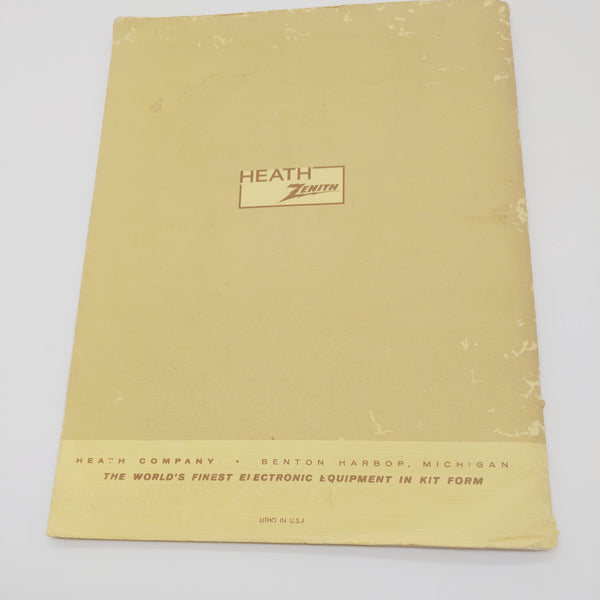 HEATH
ZENITH
HEATH COMPANY • BENTON HARBOR, MICHIGAN
THE WORLD'S FINEST ELECTRONIC EQUIPMENT IN KIT FORM
LITHO IN U.S.A